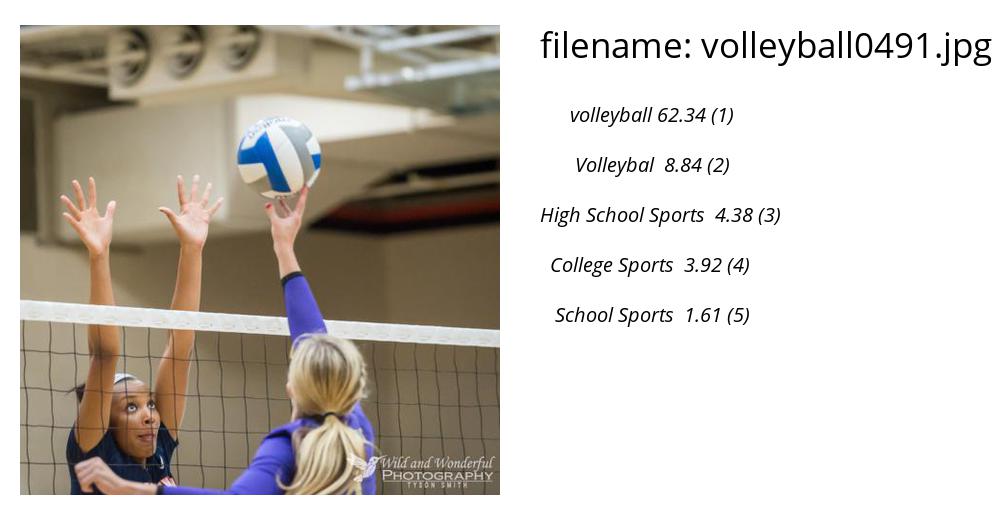 filename: volleyball0491.jpg
volleyball 62.34 (1)
Volleybal 8.84 (2)
High School Sports 4.38 (3)
College Sports 3.92 (4)
School Sports 1.61 (5)
Wild and Wonderful
PHOTOGRAPHY
TYSON SMITH